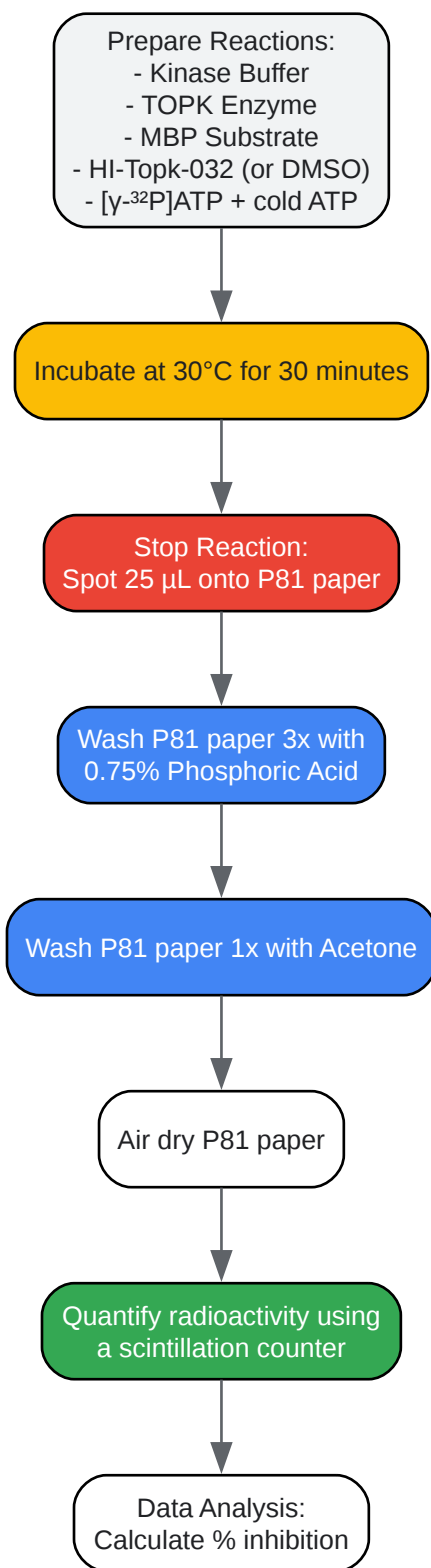 Prepare Reactions:
- Kinase Buffer
- TOPK Enzyme
- MBP Substrate
- HI-Topk-032 (or DMSO)
- [γ-³²P]ATP + cold ATP
Incubate at 30°C for 30 minutes
Stop Reaction:
Spot 25 µL onto P81 paper
Wash P81 paper 3x with
0.75% Phosphoric Acid
Wash P81 paper 1x with Acetone
Air dry P81 paper
Quantify radioactivity using
a scintillation counter
Data Analysis:
Calculate % inhibition